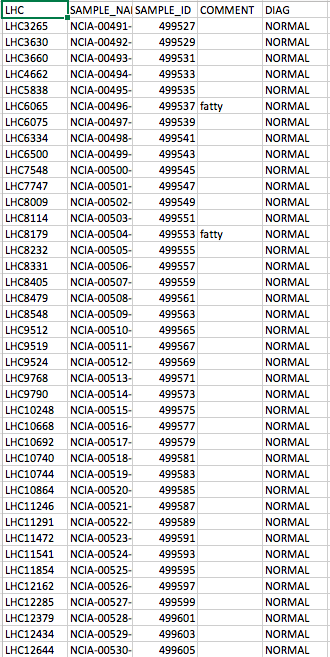 LHC SAMPLE_NA SAMPLE_ID COMMENT DIAG
LHC3265 NCIA-00491- 499527 NORMAL
LHC3630 NCIA-00492- 499529 NORMAL
LHC3660 NCIA-00493- 499531 NORMAL
LHC4662 NCIA-00494- 499533 NORMAL
LHC5838 NCIA-00495- 499535 NORMAL
LHC6065 NCIA-00496- 499537 fatty NORMAL
LHC6075 NCIA-00497- 499539 NORMAL
LHC6334 NCIA-00498- 499541 NORMAL
LHC6500 NCIA-00499- 499543 NORMAL
LHC7548 NCIA-00500- 499545 NORMAL
LHC7747 NCIA-00501- 499547 NORMAL
LHC8009 NCIA-00502- 499549 NORMAL
LHC8114 NCIA-00503- 499551 NORMAL
LHC8179 NCIA-00504- 499553 fatty NORMAL
LHC8232 NCIA-00505- 499555 NORMAL
LHC8331 NCIA-00506- 499557 NORMAL
LHC8405 NCIA-00507- 499559 NORMAL
LHC8479 NCIA-00508- 499561 NORMAL
LHC8548 NCIA-00509- 499563 NORMAL
LHC9512 NCIA-00510- 499565 NORMAL
LHC9519 NCIA-00511- 499567 NORMAL
LHC9524 NCIA-00512- 499569 NORMAL
LHC9768 NCIA-00513- 499571 NORMAL
LHC9790 NCIA-00514- 499573 NORMAL
LHC10248 NCIA-00515- 499575 NORMAL
LHC10668 NCIA-00516- 499577 NORMAL
LHC10692 NCIA-00517- 499579 NORMAL
LHC10740 NCIA-00518- 499581 NORMAL
LHC10744 NCIA-00519- 499583 NORMAL
LHC10864 NCIA-00520- 499585 NORMAL
LHC11246 NCIA-00521- 499587 NORMAL
LHC11291 NCIA-00522- 499589 NORMAL
LHC11472 NCIA-00523- 499591 NORMAL
LHC11541 NCIA-00524- 499593 NORMAL
LHC11854 NCIA-00525- 499595 NORMAL
LHC12162 NCIA-00526- 499597 NORMAL
LHC12285 NCIA-00527- 499599 NORMAL
LHC12379 NCIA-00528- 499601 NORMAL
LHC12434 NCIA-00529- 499603 NORMAL
LHC12644 NCIA-00530- 499605 NORMAL